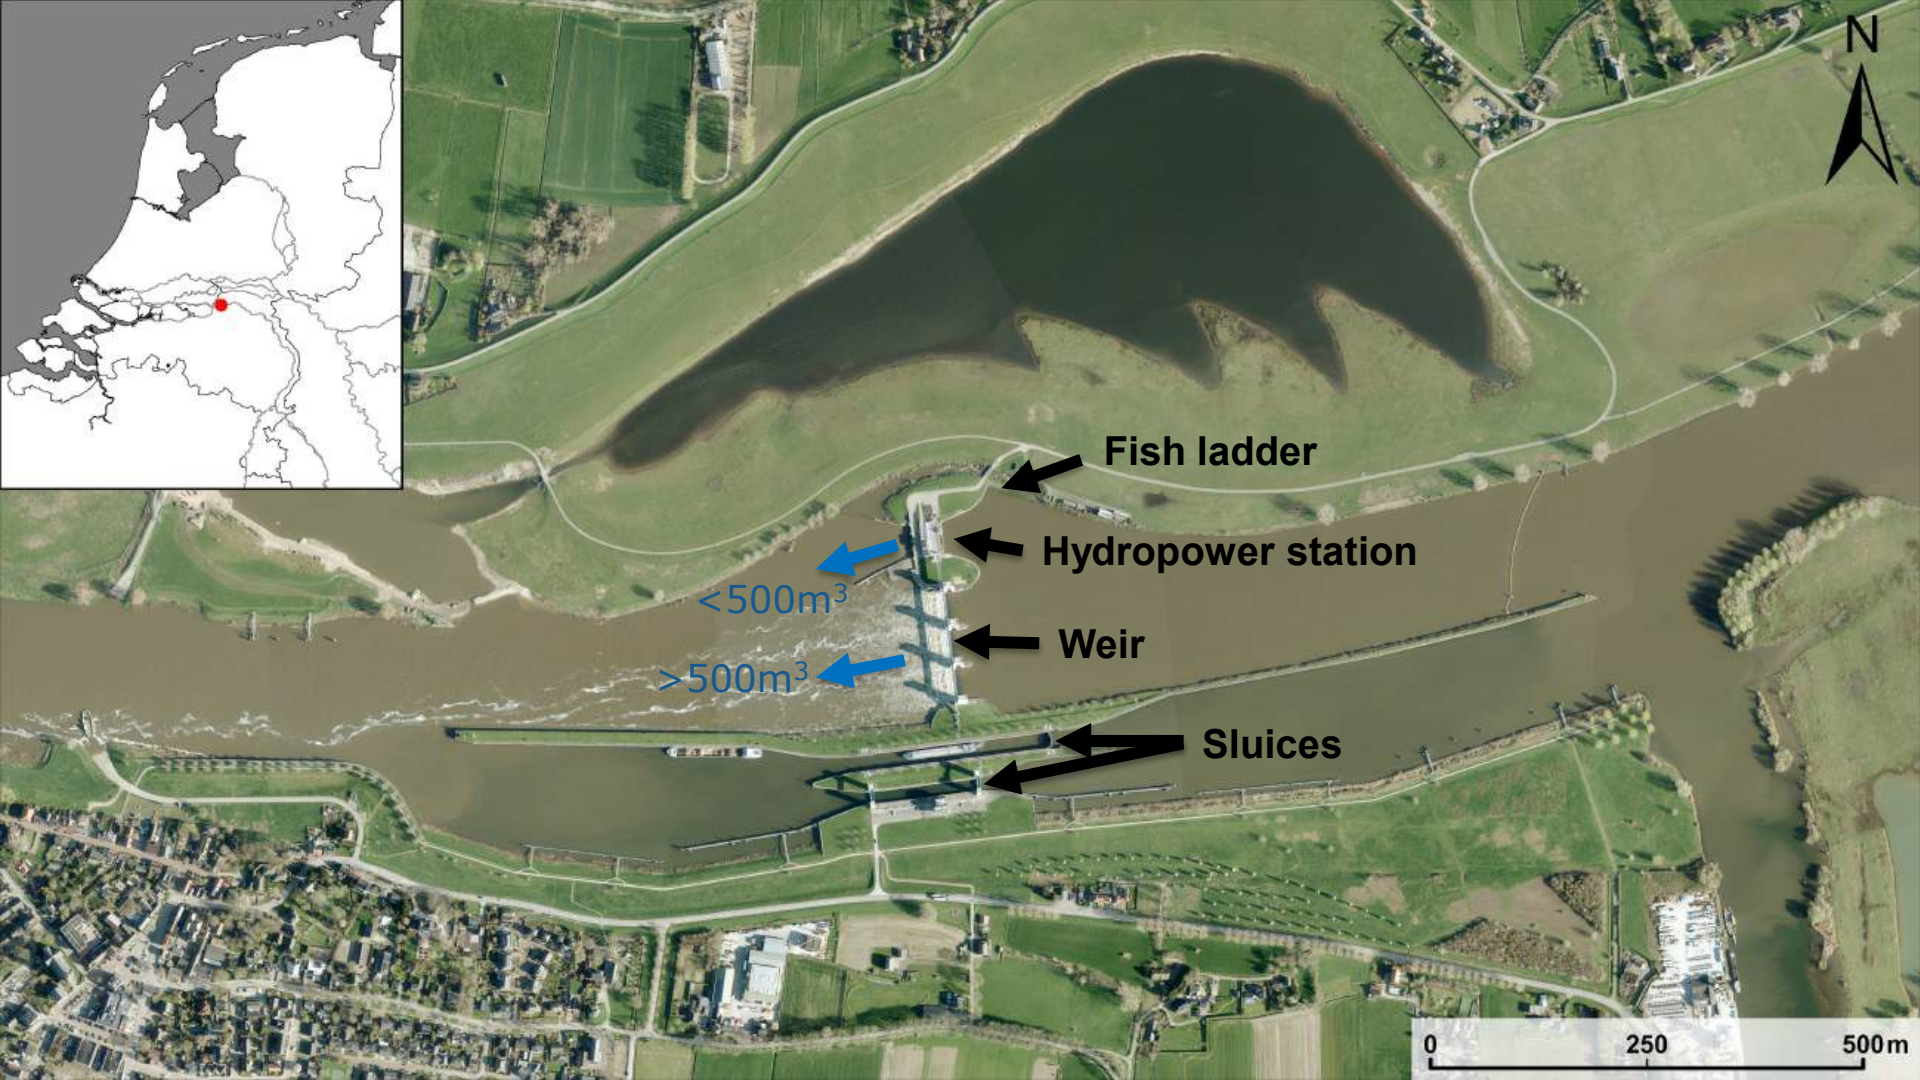 N
Fish ladder
Hydropower station
<500m³
Weir
>500m³
Sluices
0 250 500m